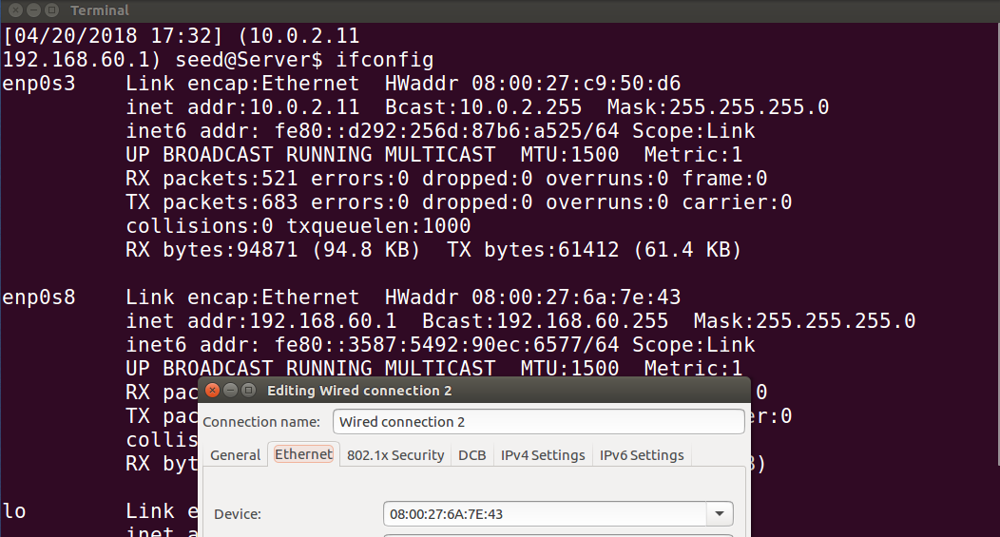 Terminal
[04/20/2018 17:32] (10.0.2.11
192.168.60.1) seed@Server$ ifconfig
enp0s3    Link encap:Ethernet  HWaddr 08:00:27:c9:50:d6
          inet addr:10.0.2.11  Bcast:10.0.2.255  Mask:255.255.255.0
          inet6 addr: fe80::d292:256d:87b6:a525/64 Scope:Link
          UP BROADCAST RUNNING MULTICAST  MTU:1500  Metric:1
          RX packets:521 errors:0 dropped:0 overruns:0 frame:0
          TX packets:683 errors:0 dropped:0 overruns:0 carrier:0
          collisions:0 txqueuelen:1000
          RX bytes:94871 (94.8 KB)  TX bytes:61412 (61.4 KB)
enp0s8    Link encap:Ethernet  HWaddr 08:00:27:6a:7e:43
          inet addr:192.168.60.1  Bcast:192.168.60.255  Mask:255.255.255.0
          inet6 addr: fe80::3587:5492:90ec:6577/64 Scope:Link
          UP BROADCAST RUNNING MULTICAST  MTU:1500  Metric:1
          RX pac
:0
          TX pac
er:0
          collis
          RX byt
)
lo        Link e
          inet a
Editing Wired connection 2
Connection name: Wired connection 2
General Ethernet 802.1x Security DCB IPv4 Settings IPv6 Settings
Device: 08:00:27:6A:7E:43